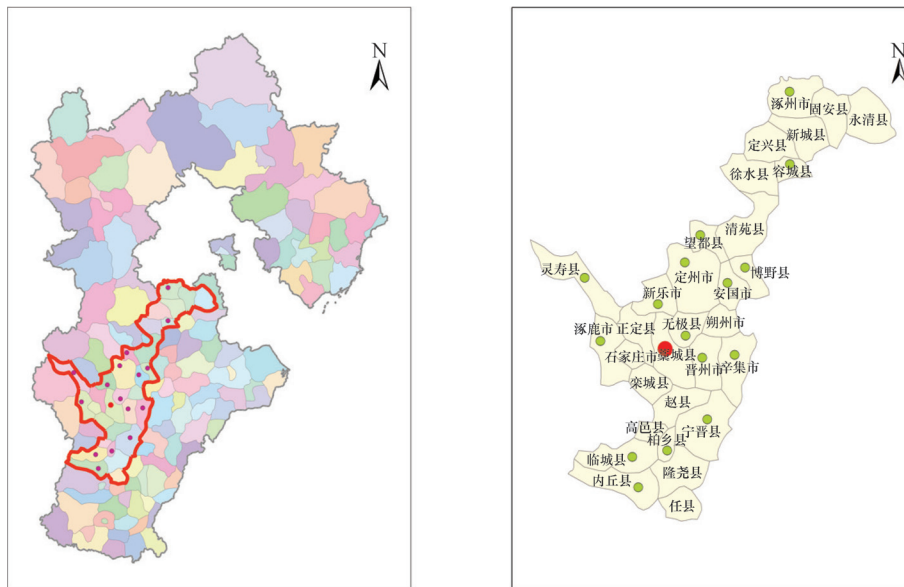 N
N
涿州市
固安县
永清县
新城县
定兴县
徐水县
容城县
清苑县
望都县
灵寿县
定州市
博野县
安国市
新乐市
涿鹿市
正定县
无极县
朔州市
石家庄市
藁城县
晋州市
辛集市
栾城县
赵县
高邑县
宁晋县
柏乡县
临城县
隆尧县
内丘县
任县